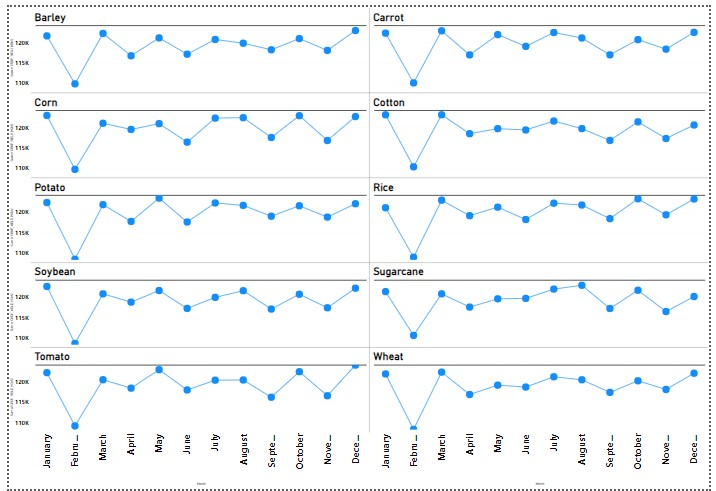 Barley
Carrot
120K
115K
110K
Corn
Cotton
120K
115K
110K
Potato
Rice
120K
115K
110K
Soybean
Sugarcane
120K
115K
110K
Tomato
Wheat
120K
115K
110K
January
Febru...
March
April
May
June
July
August
Septe...
October
Nove...
Dece...
January
Febru...
March
April
May
June
July
August
Septe...
October
Nove...
Dece...
Month
Month